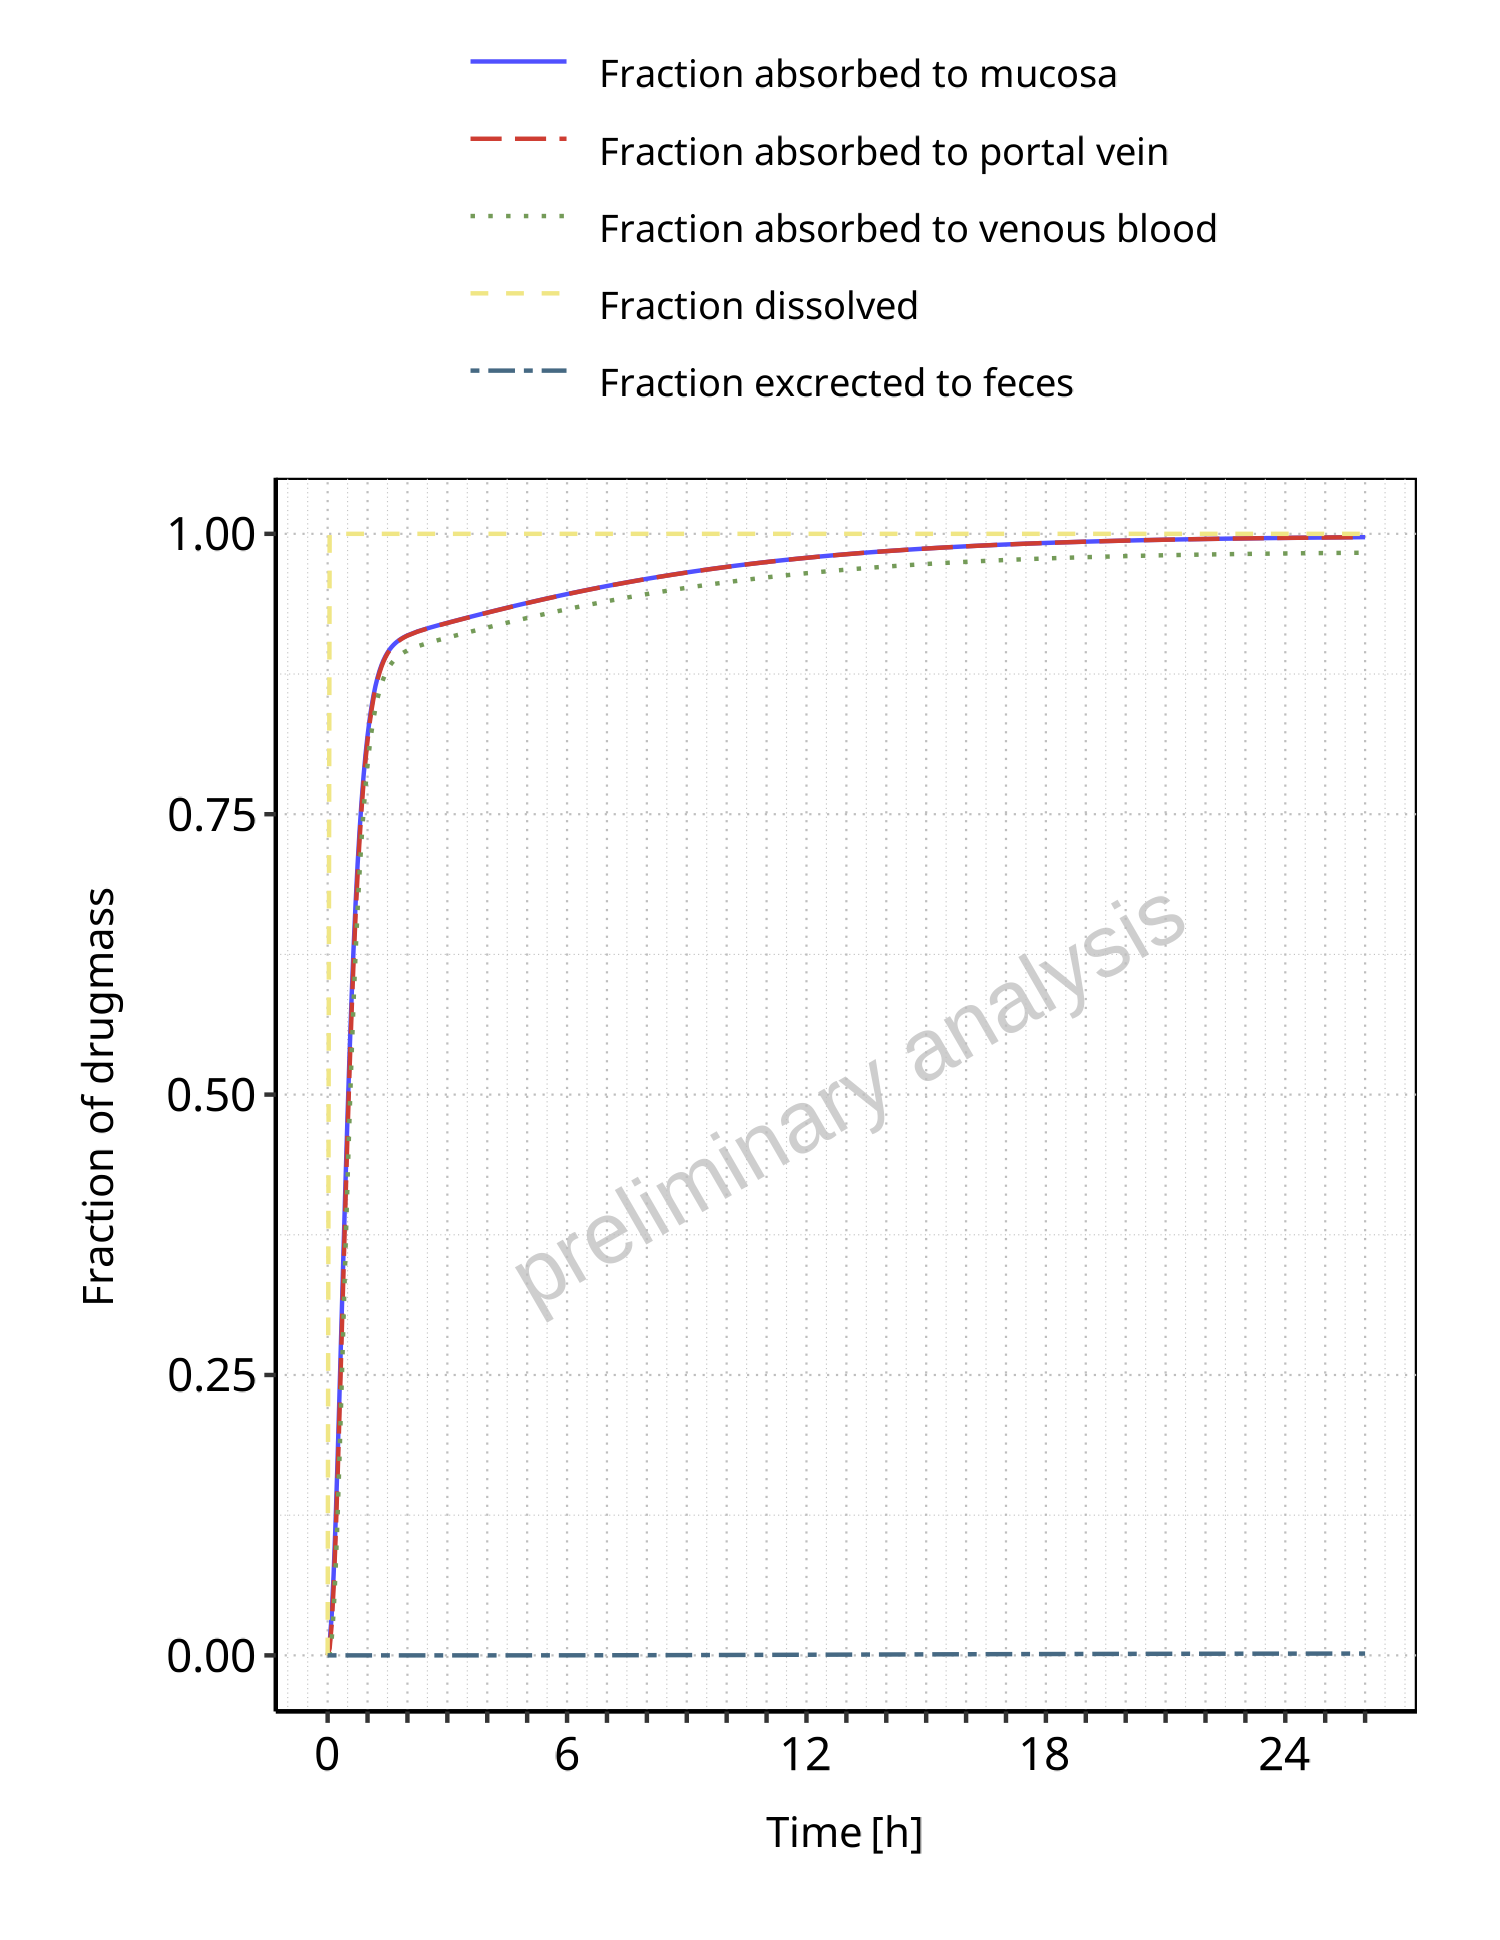 Fraction absorbed to mucosa
Fraction absorbed to portal vein
Fraction absorbed to venous blood
Fraction dissolved
Fraction excrected to feces
1.00
0.75
0.50
0.25
0.00
Fraction of drugmass
preliminary analysis
0 6 12 18 24
Time [h]